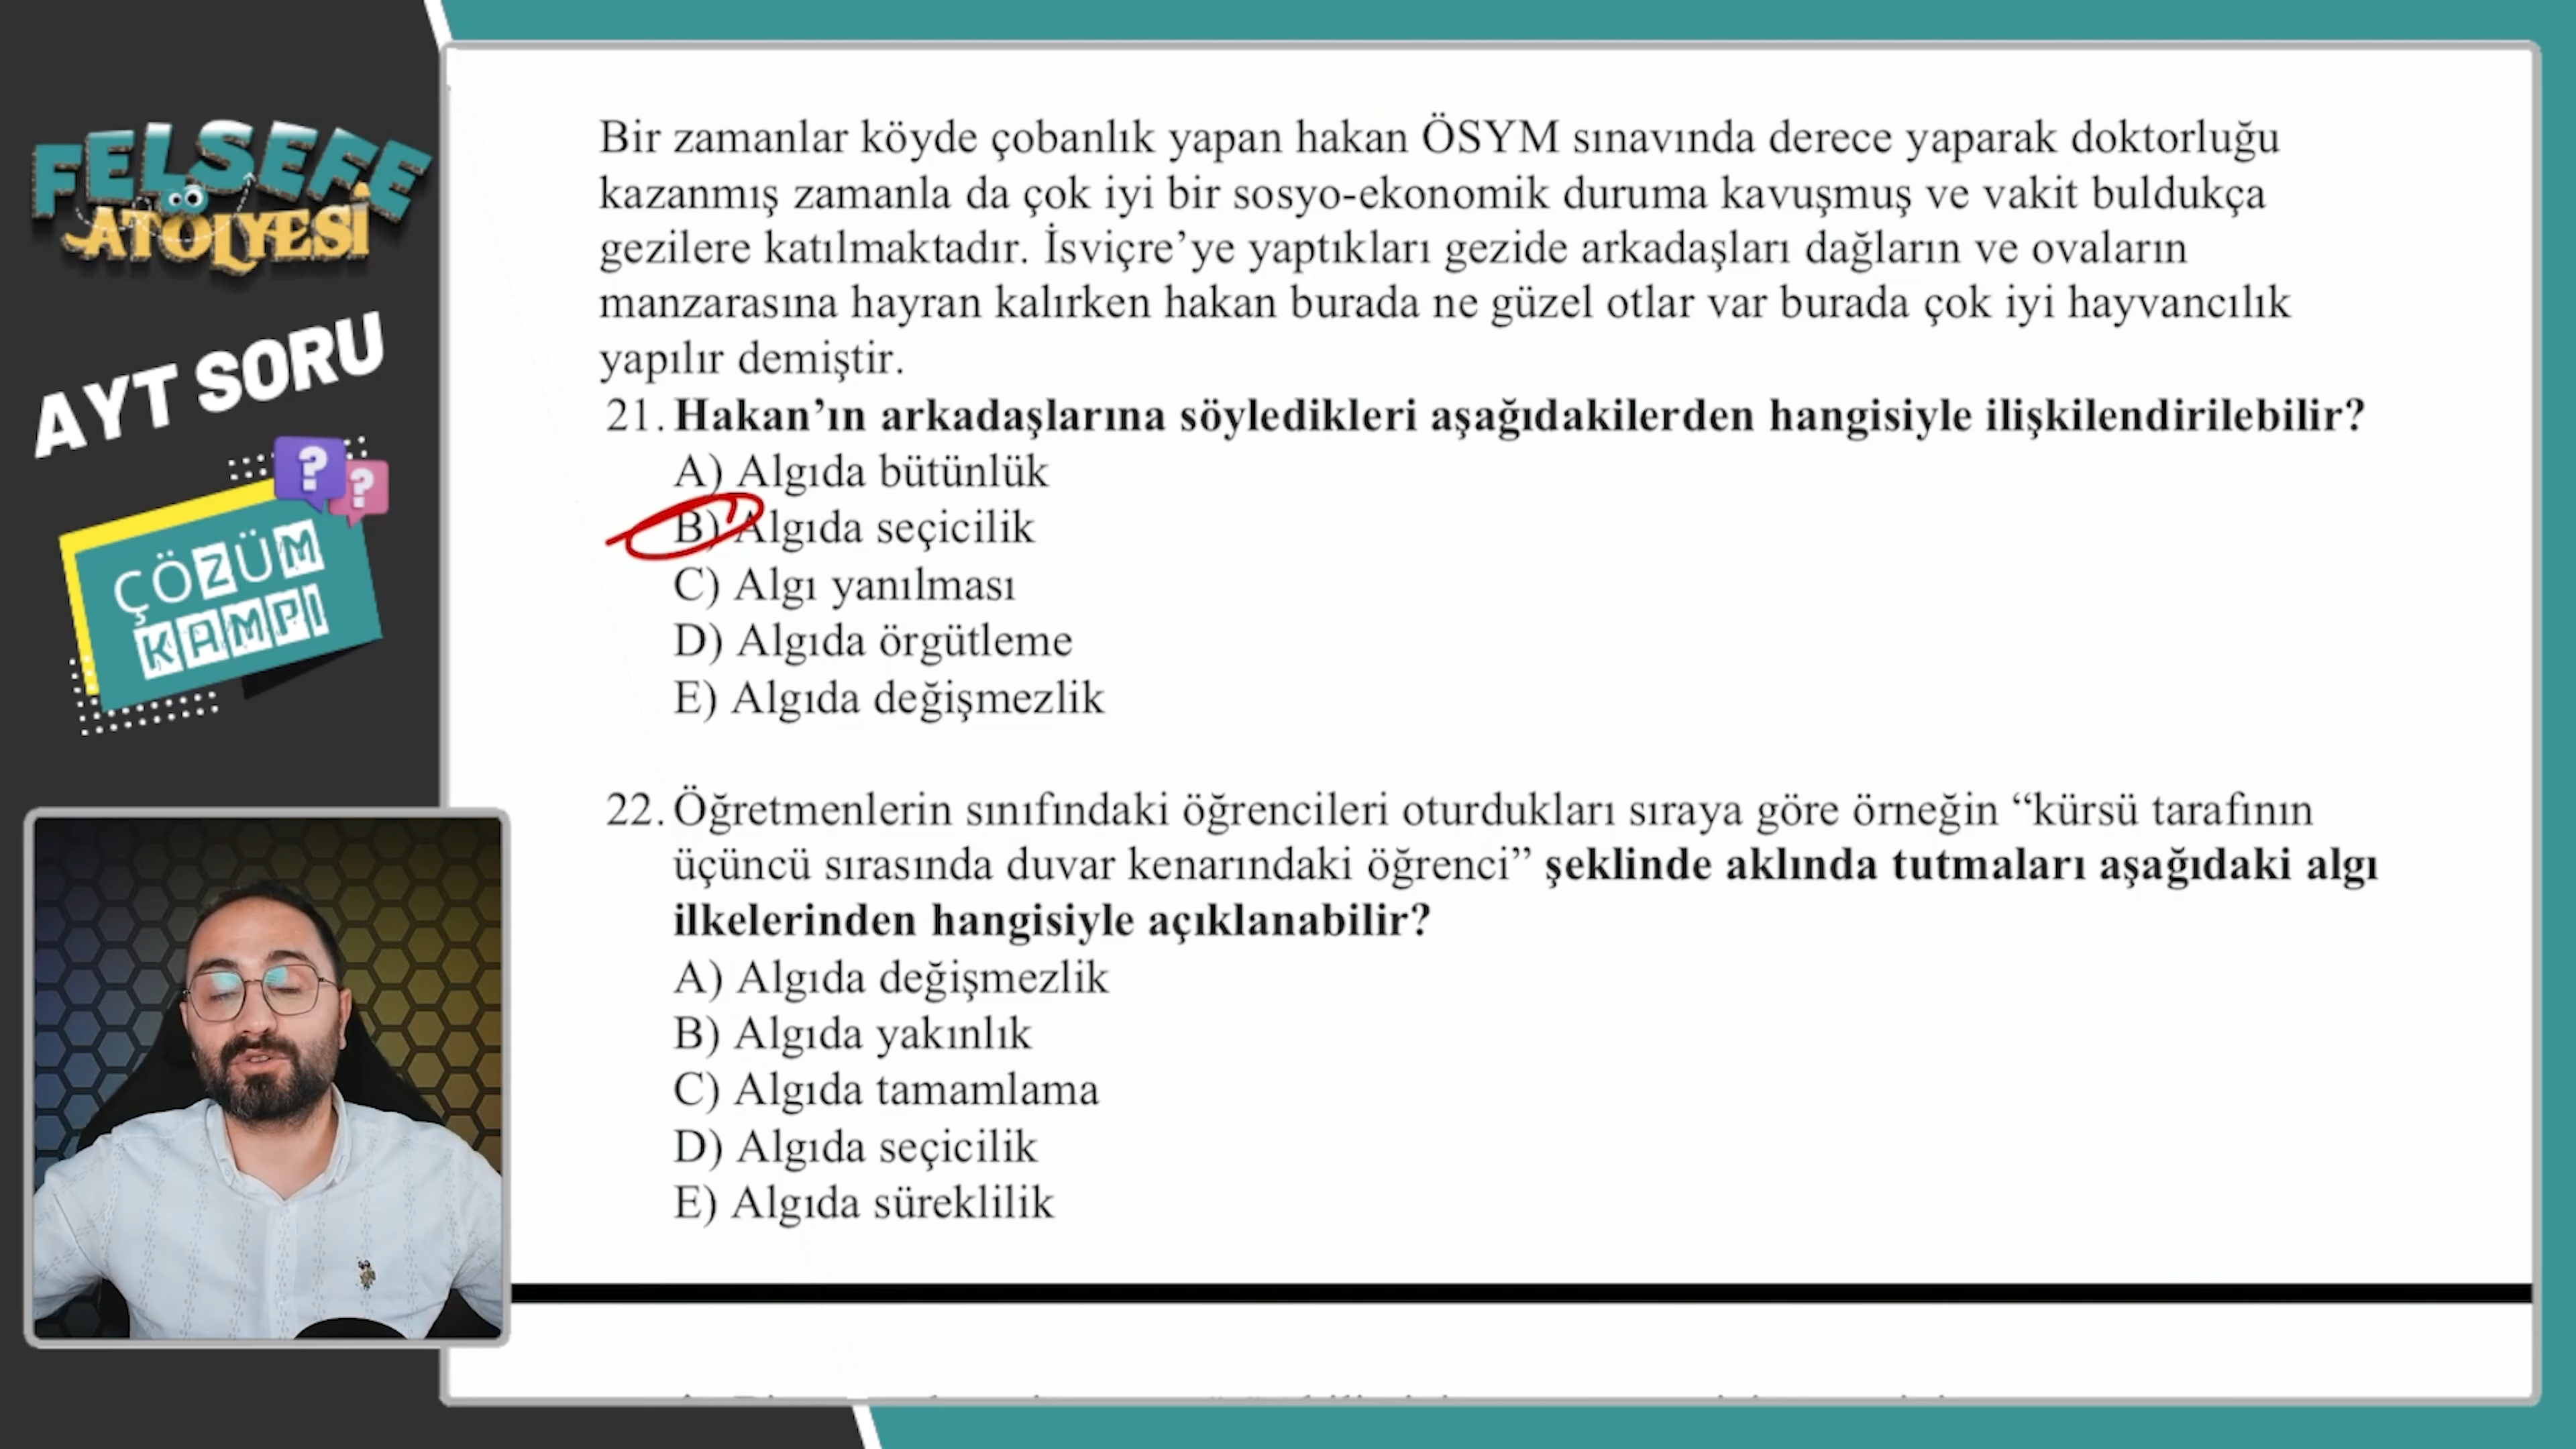 FELSEFE
ATÖLYESİ
AYT SORU
? ?
ÇÖZÜM
KAMPI
Bir zamanlar köyde çobanlık yapan hakan ÖSYM sınavında derece yaparak doktorluğu
kazanmış zamanla da çok iyi bir sosyo-ekonomik duruma kavuşmuş ve vakit buldukça
gezilere katılmaktadır. İsviçre’ye yaptıkları gezide arkadaşları dağların ve ovaların
manzarasına hayran kalırken hakan burada ne güzel otlar var burada çok iyi hayvancılık
yapılır demiştir.
21. Hakan’ın arkadaşlarına söyledikleri aşağıdakilerden hangisiyle ilişkilendirilebilir?
A) Algıda bütünlük
B) Algıda seçicilik
C) Algı yanılması
D) Algıda örgütleme
E) Algıda değişmezlik
22. Öğretmenlerin sınıfındaki öğrencileri oturdukları sıraya göre örneğin “kürsü tarafının
üçüncü sırasında duvar kenarındaki öğrenci” şeklinde aklında tutmaları aşağıdaki algı
ilkelerinden hangisiyle açıklanabilir?
A) Algıda değişmezlik
B) Algıda yakınlık
C) Algıda tamamlama
D) Algıda seçicilik
E) Algıda süreklilik